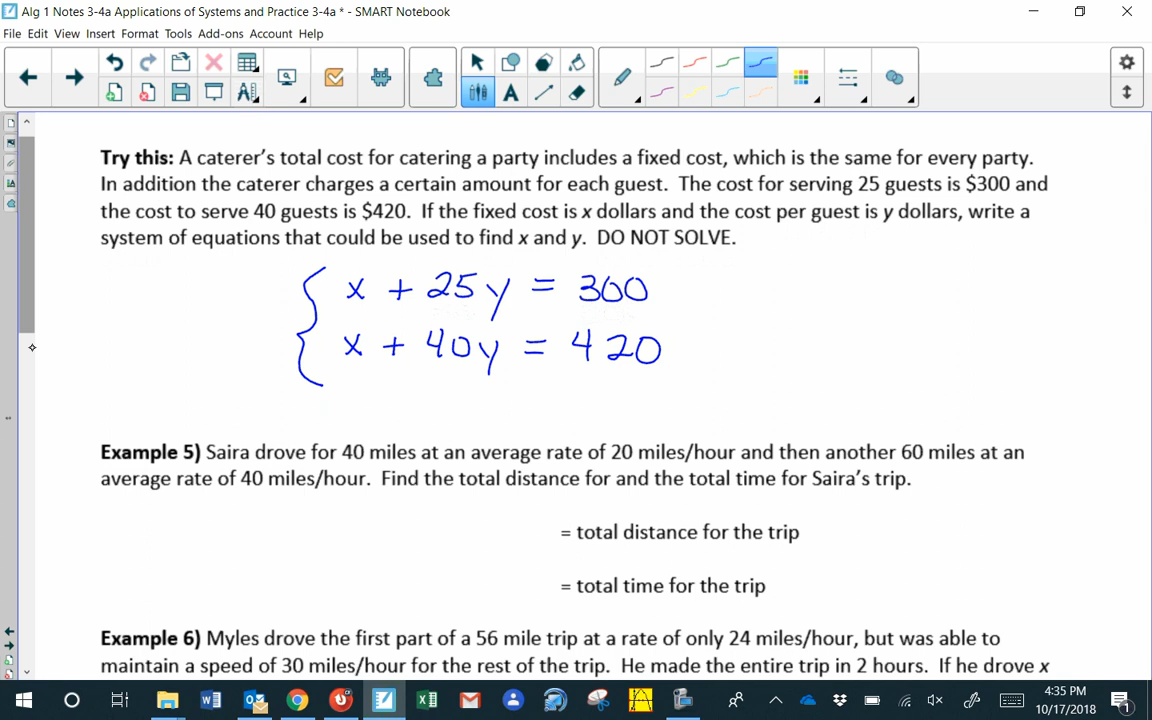 Alg 1 Notes 3-4a Applications of Systems and Practice 3-4a * - SMART Notebook
File Edit View Insert Format Tools Add-ons Account Help
Try this: A caterer's total cost for catering a party includes a fixed cost, which is the same for every party.
In addition the caterer charges a certain amount for each guest. The cost for serving 25 guests is $300 and
the cost to serve 40 guests is $420. If the fixed cost is x dollars and the cost per guest is y dollars, write a
system of equations that could be used to find x and y. DO NOT SOLVE.
x + 25y = 300
x + 40y = 420
Example 5) Saira drove for 40 miles at an average rate of 20 miles/hour and then another 60 miles at an
average rate of 40 miles/hour. Find the total distance for and the total time for Saira's trip.
= total distance for the trip
= total time for the trip
Example 6) Myles drove the first part of a 56 mile trip at a rate of only 24 miles/hour, but was able to
maintain a speed of 30 miles/hour for the rest of the trip. He made the entire trip in 2 hours. If he drove x
4:35 PM
10/17/2018
1